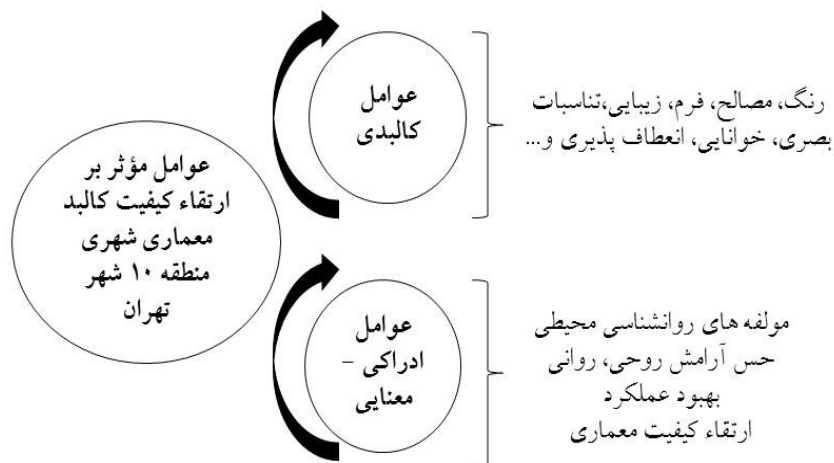 عوامل مؤثر بر
ارتقاء کیفیت کالبد
معماری شهری
منطقه ۱۰ شهر
تهران
عوامل
کالبدی
رنگ، مصالح، فرم، زیبایی،تناسبات
بصری، خوانایی، انعطاف پذیری و...
عوامل
ادراکی –
معنایی
مولفه های روانشناسی محیطی
حس آرامش روحی، روانی
بهبود عملکرد
ارتقاء کیفیت معماری